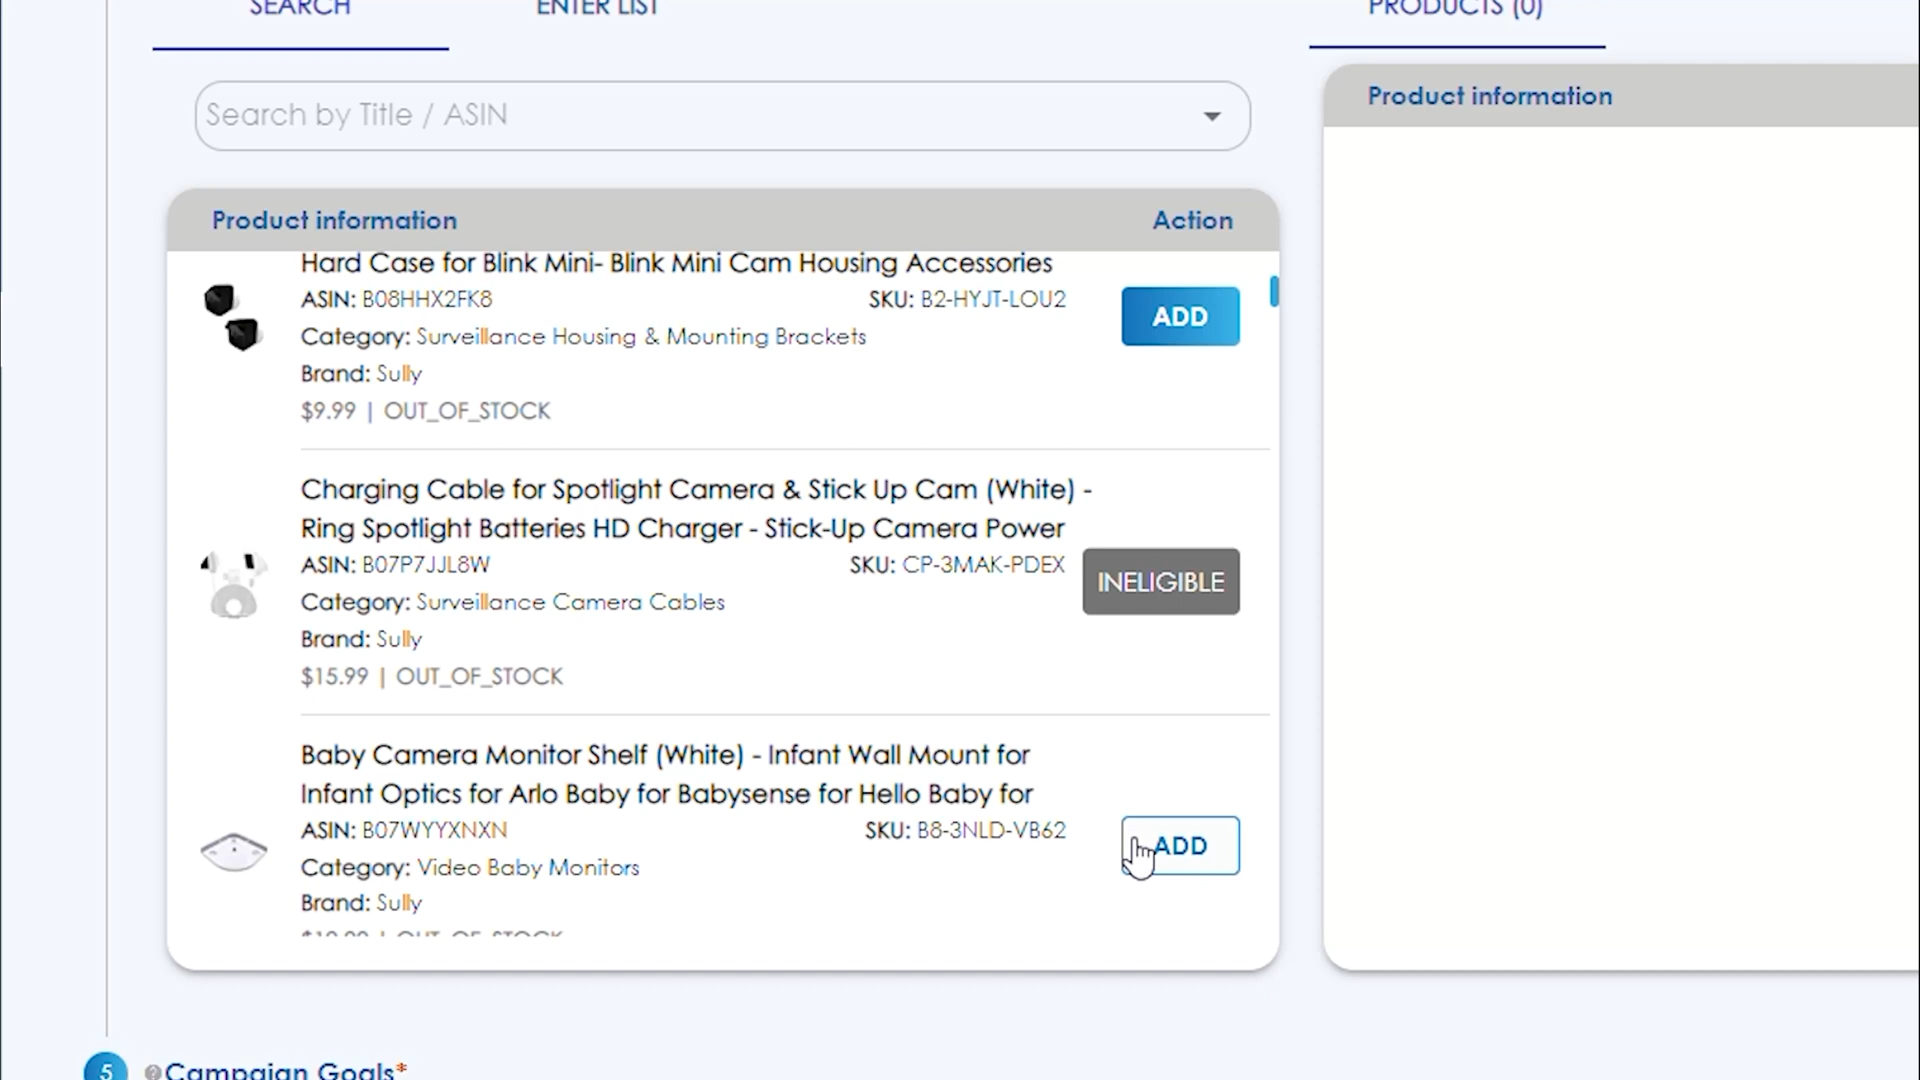 SEARCH
ENTER LIST
PRODUCTS (0)
Search by Title / ASIN
Product information
Product information
Action
Hard Case for Blink Mini- Blink Mini Cam Housing Accessories
ASIN: B08HHX2FK8
SKU: B2-HYJT-LOU2
ADD
Category: Surveillance Housing & Mounting Brackets
Brand: Sully
$9.99 | OUT_OF_STOCK
Charging Cable for Spotlight Camera & Stick Up Cam (White) -
Ring Spotlight Batteries HD Charger - Stick-Up Camera Power
ASIN: B07P7JJL8W
SKU: CP-3MAK-PDEX
INELIGIBLE
Category: Surveillance Camera Cables
Brand: Sully
$15.99 | OUT_OF_STOCK
Baby Camera Monitor Shelf (White) - Infant Wall Mount for
Infant Optics for Arlo Baby for Babysense for Hello Baby for
ASIN: B07WYYXNXN
SKU: B8-3NLD-VB62
ADD
Category: Video Baby Monitors
Brand: Sully
OUT_OF_STOCK
5
Campaign Goals*